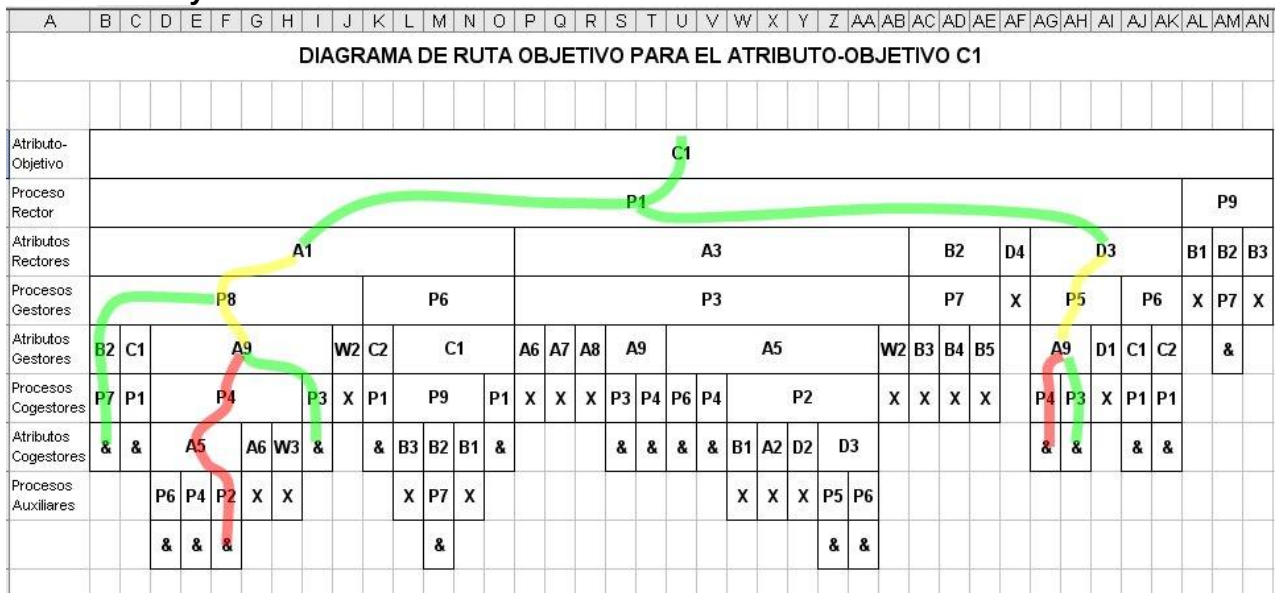 A B C D E F G H I J K L M N O P Q R S T U V W X Y Z AA AB AC AD AE AF AG AH AI AJ AK AL AM AN
DIAGRAMA DE RUTA OBJETIVO PARA EL ATRIBUTO-OBJETIVO C1
Atributo-
Objetivo
C1
Proceso
Rector
P1 P9
Atributos
Rectores
A1 A3 B2 D4 D3 B1 B2 B3
Procesos
Gestores
P8 P6 P3 P7 X P5 P6 X P7 X
Atributos
Gestores
B2 C1 A9 W2 C2 C1 A6 A7 A8 A9 A5 W2 B3 B4 B5 A9 D1 C1 C2 &
Procesos
Cogestores
P7 P1 P4 P3 X P1 P9 P1 X X X P3 P4 P6 P4 P2 X X X X P4 P3 X P1 P1
Atributos
Cogestores
& & A5 A6 W3 & & B3 B2 B1 & & & & & B1 A2 D2 D3 & & & &
Procesos
Auxiliares
P6 P4 P2 X X X P7 X X X X P5 P6
& & & & & &